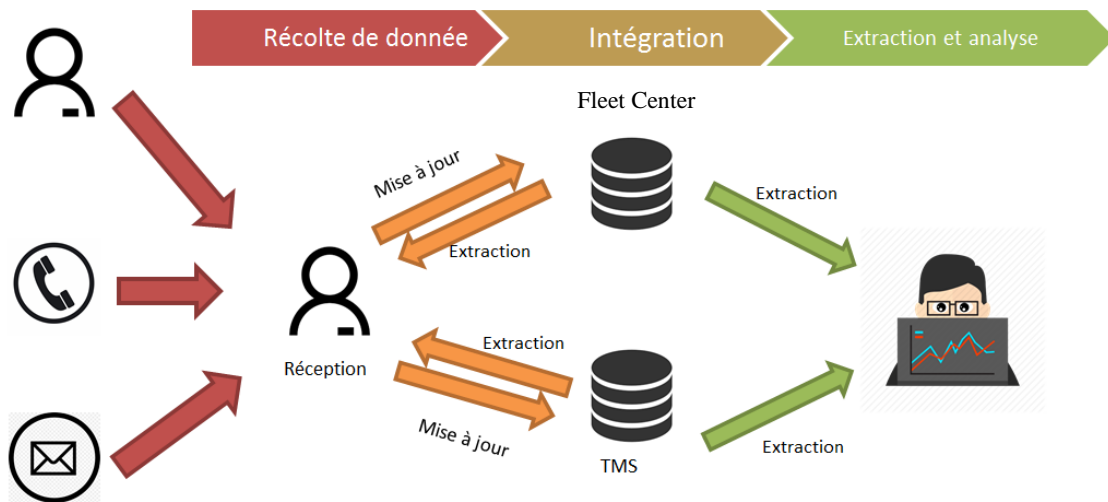 Récolte de donnée
Intégration
Extraction et analyse
Fleet Center
Mise à jour
Extraction
Extraction
Réception
Extraction
Mise à jour
TMS
Extraction